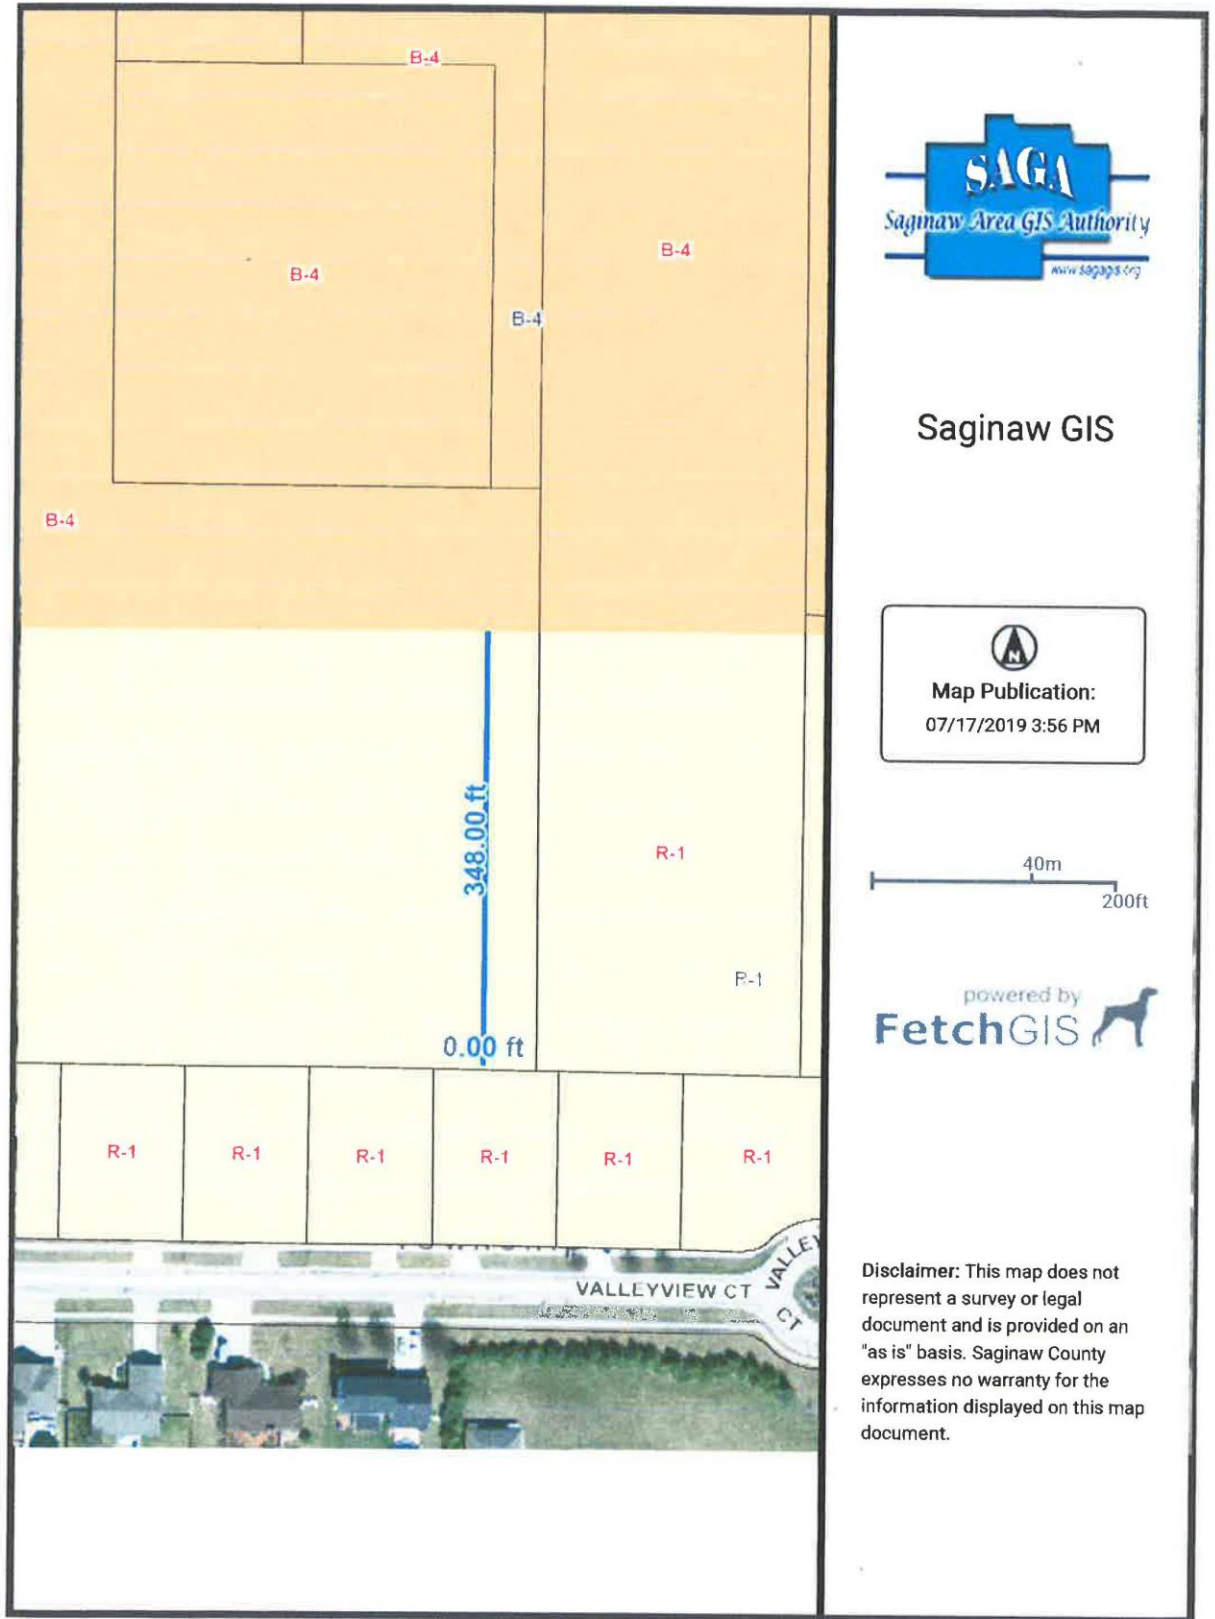 B-4
B-4
B-4
B-4
B-4
348.00 ft
R-1
R-1
0.00 ft
R-1
R-1
R-1
R-1
R-1
R-1
VALLEYVIEW CT
CT
SAGA
Saginaw Area GIS Authority
www.sagagis.org
Saginaw GIS
N
Map Publication:
07/17/2019 3:56 PM
40m
200ft
powered by
FetchGIS
Disclaimer: This map does not
represent a survey or legal
document and is provided on an
"as is" basis. Saginaw County
expresses no warranty for the
information displayed on this map
document.